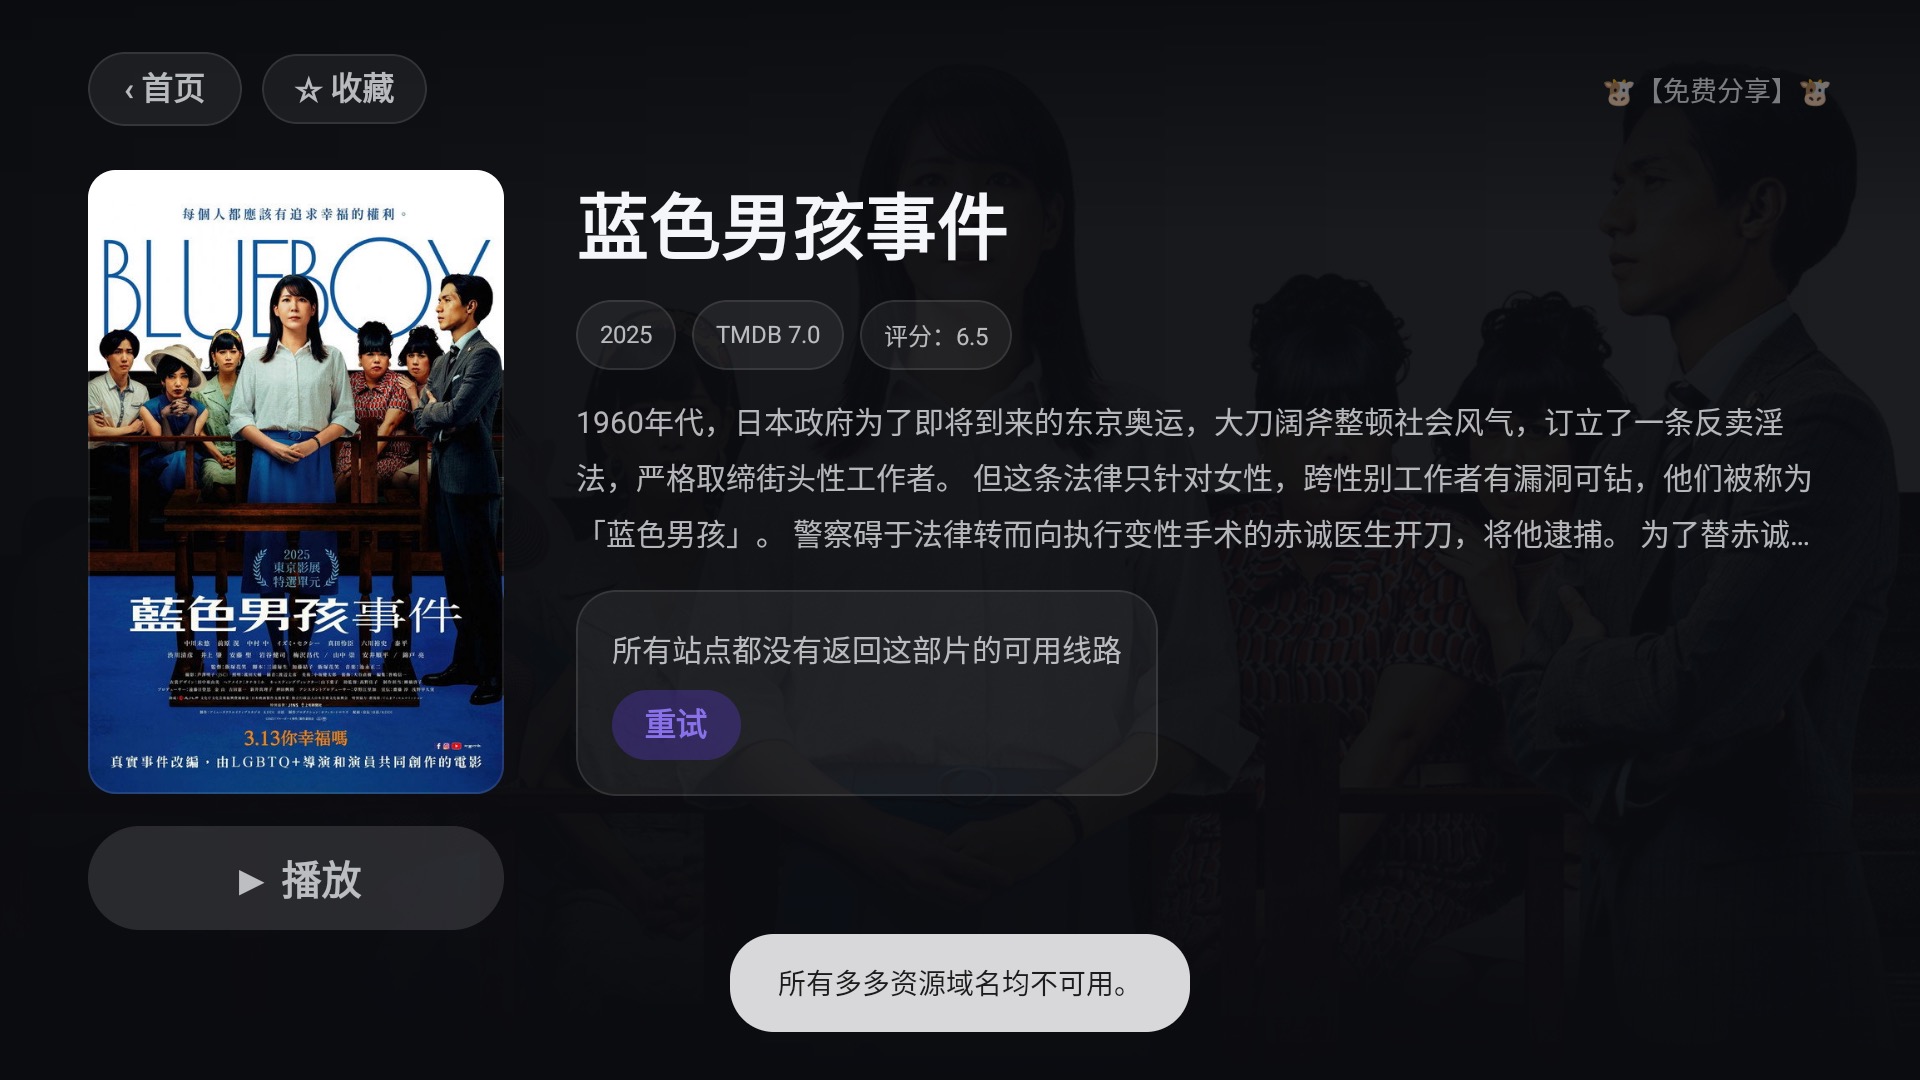 ‹ 首页
☆ 收藏
🐮【免费分享】🐮
每個人都應該有追求幸福的權利。
BLUEBOY
2025
東京影展
特選單元
藍色男孩事件
3.13你幸福嗎
真實事件改編・由LGBTQ+導演和演員共同創作的電影
▶ 播放
蓝色男孩事件
2025
TMDB 7.0
评分：6.5
1960年代，日本政府为了即将到来的东京奥运，大刀阔斧整顿社会风气，订立了一条反卖淫
法，严格取缔街头性工作者。 但这条法律只针对女性，跨性别工作者有漏洞可钻，他们被称为
「蓝色男孩」。 警察碍于法律转而向执行变性手术的赤诚医生开刀，将他逮捕。 为了替赤诚…
所有站点都没有返回这部片的可用线路
重试
所有多多资源域名均不可用。